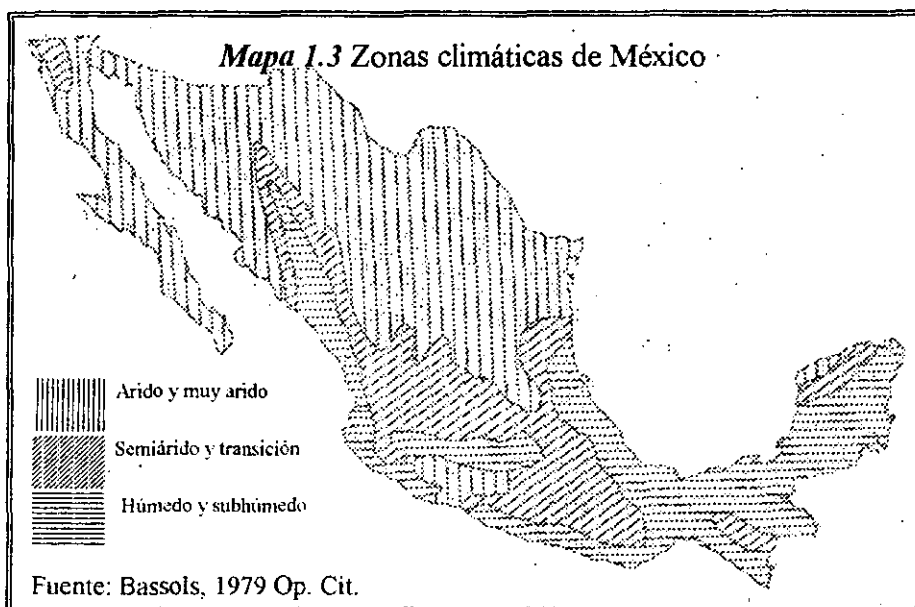 Mapa 1.3 Zonas climáticas de México
Arido y muy arido
Semiárido y transición
Húmedo y subhúmedo
Fuente: Bassols, 1979 Op. Cit.